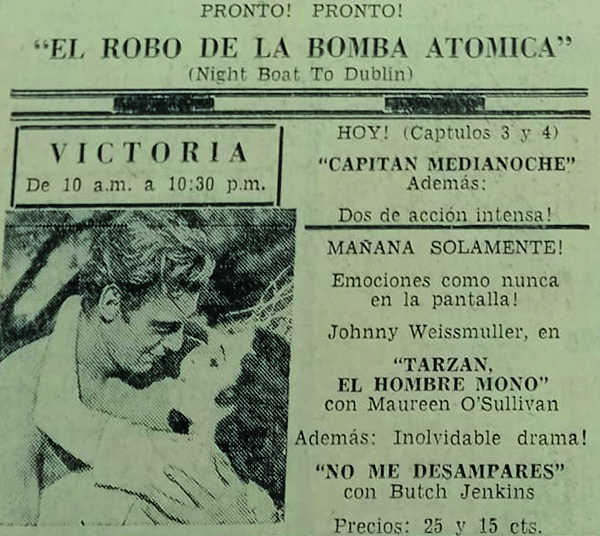 PRONTO! PRONTO!
"EL ROBO DE LA BOMBA ATOMICA"
(Night Boat To Dublin)
VICTORIA
De 10 a.m. a 10:30 p.m.
HOY! (Captulos 3 y 4)
"CAPITAN MEDIANOCHE"
Además:
Dos de acción intensa!
MAÑANA SOLAMENTE!
Emociones como nunca
en la pantalla!
Johnny Weissmuller, en
"TARZAN,
EL HOMBRE MONO"
con Maureen O'Sullivan
Además: Inolvidable drama!
"NO ME DESAMPARES"
con Butch Jenkins
Precios: 25 y 15 cts.